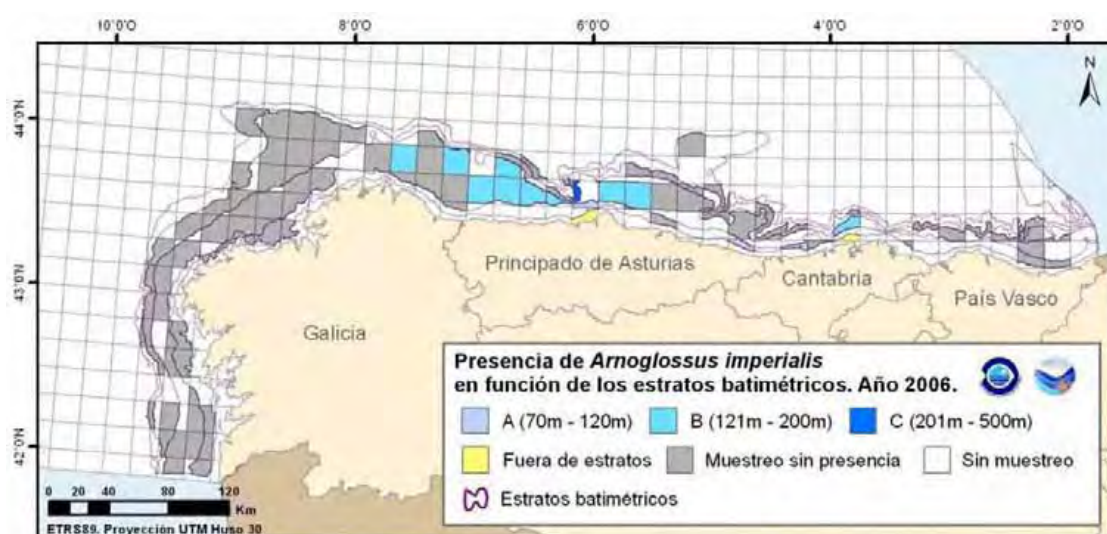 10°0'O 8°0'O 6°0'O 4°0'O 2°0'O
N
44°0'N
43°0'N
42°0'N
Principado de Asturias
Cantabria
País Vasco
Galicia
Presencia de Arnoglossus imperialis
en función de los estratos batimétricos. Año 2006.
A (70m - 120m) B (121m - 200m) C (201m - 500m)
Fuera de estratos Muestreo sin presencia Sin muestreo
Estratos batimétricos
0 20 40 80 120
Km
ETRS89. Proyección UTM Huso 30